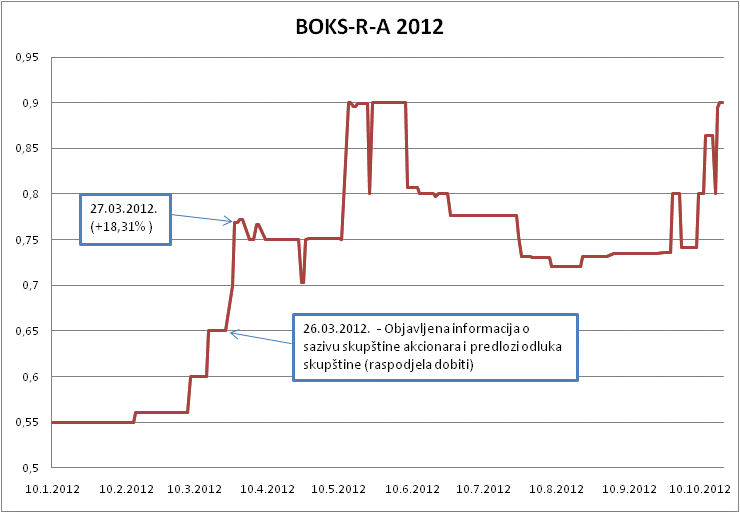 BOKS-R-A 2012
0,95
0,9
0,85
0,8
0,75
0,7
0,65
0,6
0,55
0,5
27.03.2012.
(+18,31% )
26.03.2012.  - Objavljena informacija o
sazivu skupštine akcionara i predlozi odluka
skupštine (raspodjela dobiti)
10.1.2012 10.2.2012 10.3.2012 10.4.2012 10.5.2012 10.6.2012 10.7.2012 10.8.2012 10.9.2012 10.10.2012